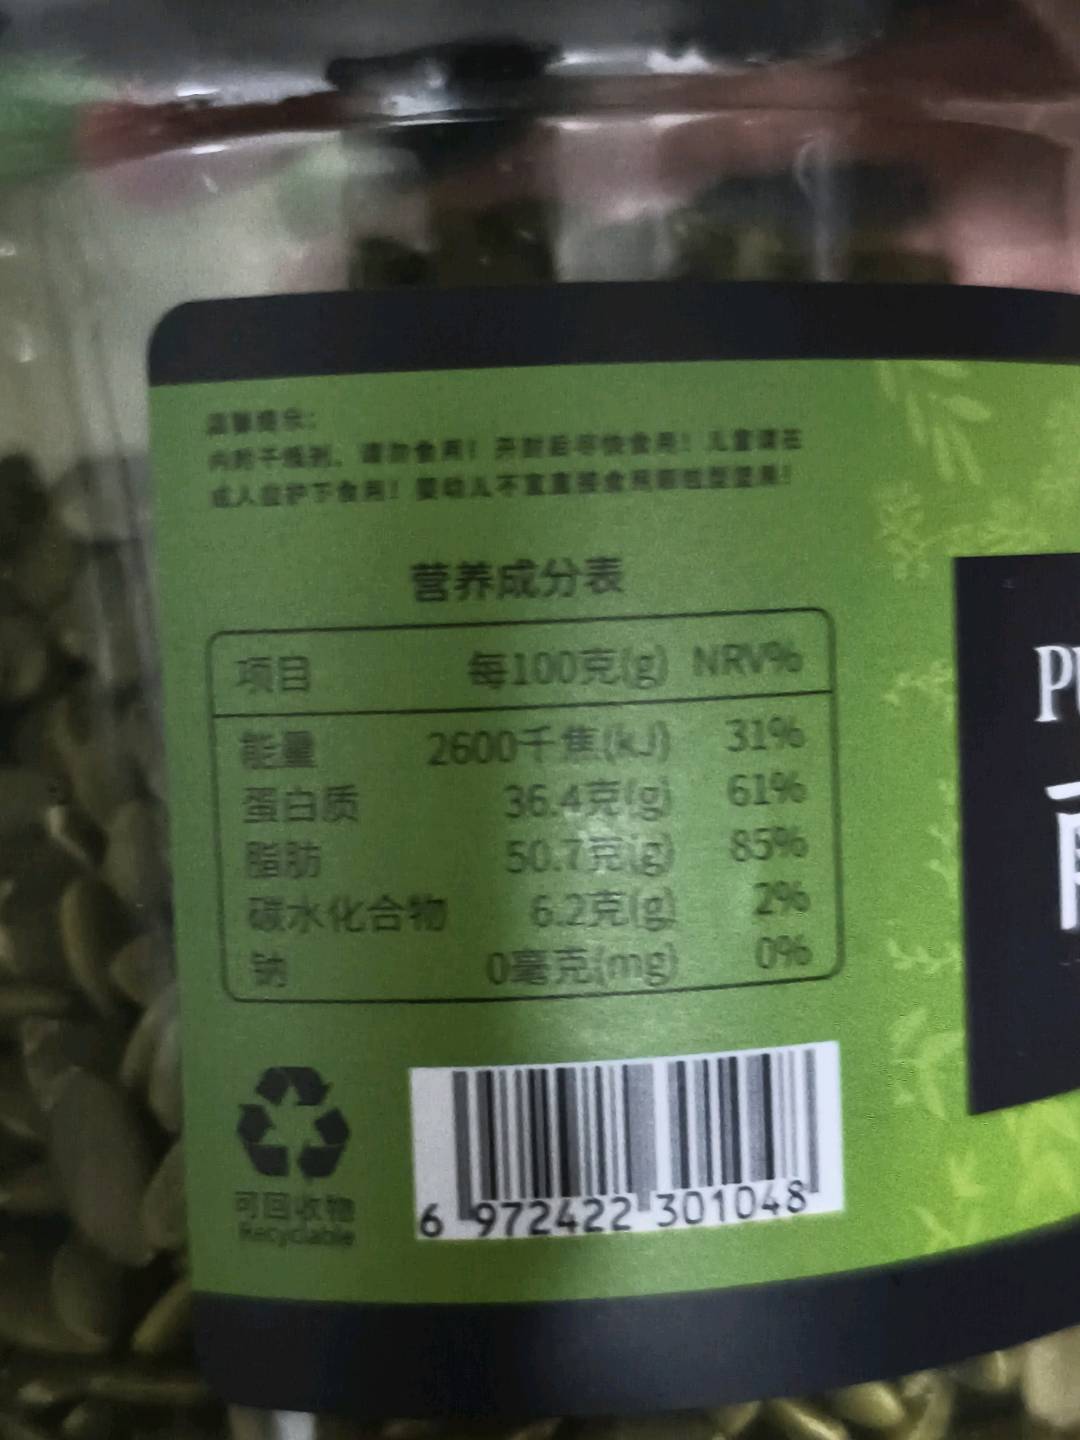 温馨提示:
内附干燥剂，请勿食用！开封后尽快食用！儿童请在
成人监护下食用！婴幼儿不宜直接食用颗粒型坚果！
营养成分表
项目 每100克(g) NRV%
能量 2600千焦(kJ) 31%
蛋白质 36.4克(g) 61%
脂肪 50.7克(g) 85%
碳水化合物 6.2克(g) 2%
钠 0毫克(mg) 0%
可回收物
Recyclable
6 972422 301048